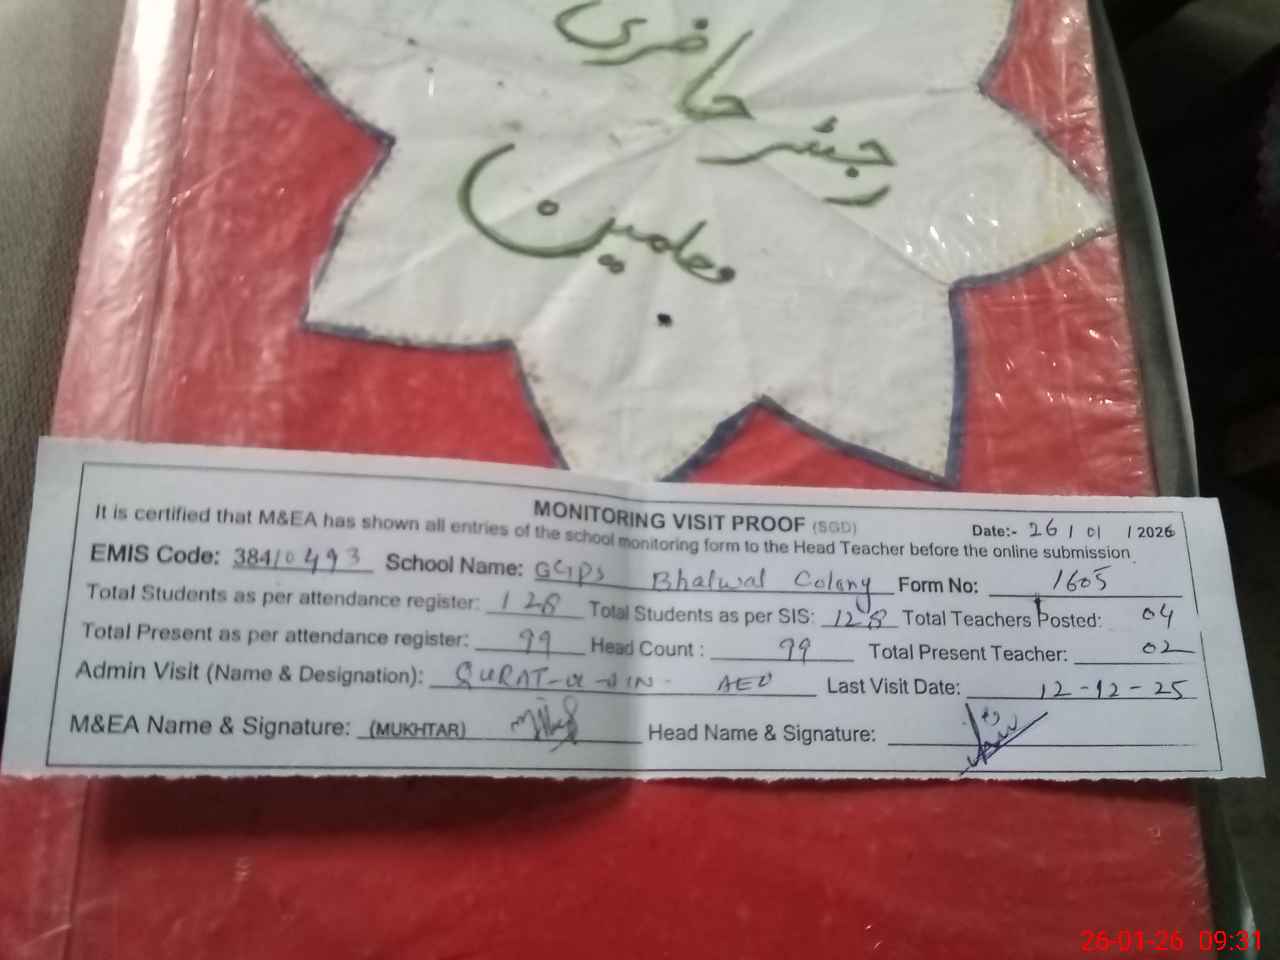 رجسٹر حاضری
معلمین
MONITORING VISIT PROOF (SGD)
Date:- 26/01/2026
It is certified that M&EA has shown all entries of the school monitoring form to the Head Teacher before the online submission
EMIS Code: 38410493 School Name: GGPS Bhalwal Colony Form No: 1605
Total Students as per attendance register: 128 Total Students as per SIS: 128 Total Teachers Posted: 04
Total Present as per attendance register: 99 Head Count : 99 Total Present Teacher: 02
Admin Visit (Name & Designation): AEO Last Visit Date: 12-12-25
M&EA Name & Signature: (MUKHTAR) Head Name & Signature:
26-01-26 09:31